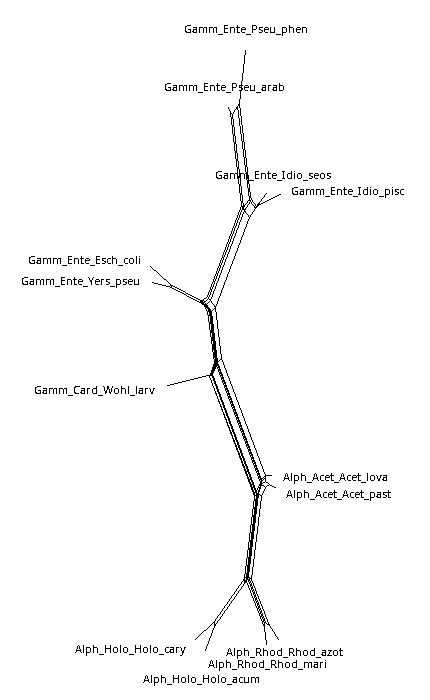 Gamm_Ente_Pseu_phen
Gamm_Ente_Pseu_arab
Gamm_Ente_Idio_seos
Gamm_Ente_Idio_pisc
Gamm_Ente_Esch_coli
Gamm_Ente_Yers_pseu
Gamm_Card_Wohl_larv
Alph_Acet_Acet_lova
Alph_Acet_Acet_past
Alph_Holo_Holo_cary
Alph_Rhod_Rhod_azot
Alph_Rhod_Rhod_mari
Alph_Holo_Holo_acum